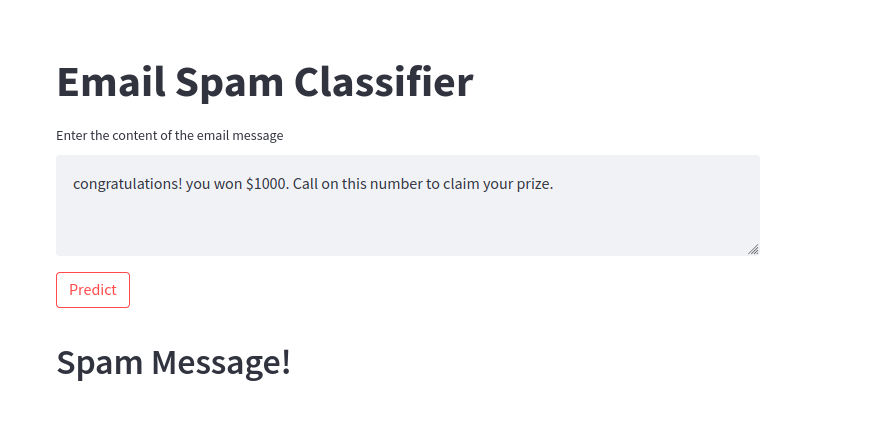 Email Spam Classifier
Enter the content of the email message
congratulations! you won $1000. Call on this number to claim your prize.
Predict
Spam Message!